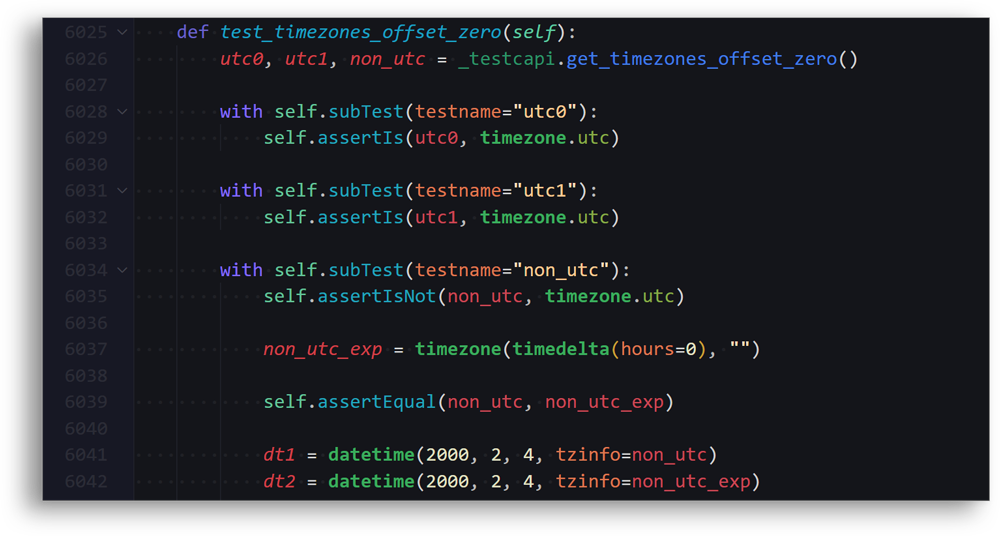 6025 def test_timezones_offset_zero(self):
6026 utc0, utc1, non_utc = _testcapi.get_timezones_offset_zero()
6027
6028 with self.subTest(testname="utc0"):
6029 self.assertIs(utc0, timezone.utc)
6030
6031 with self.subTest(testname="utc1"):
6032 self.assertIs(utc1, timezone.utc)
6033
6034 with self.subTest(testname="non_utc"):
6035 self.assertIsNot(non_utc, timezone.utc)
6036
6037 non_utc_exp = timezone(timedelta(hours=0), "")
6038
6039 self.assertEqual(non_utc, non_utc_exp)
6040
6041 dt1 = datetime(2000, 2, 4, tzinfo=non_utc)
6042 dt2 = datetime(2000, 2, 4, tzinfo=non_utc_exp)